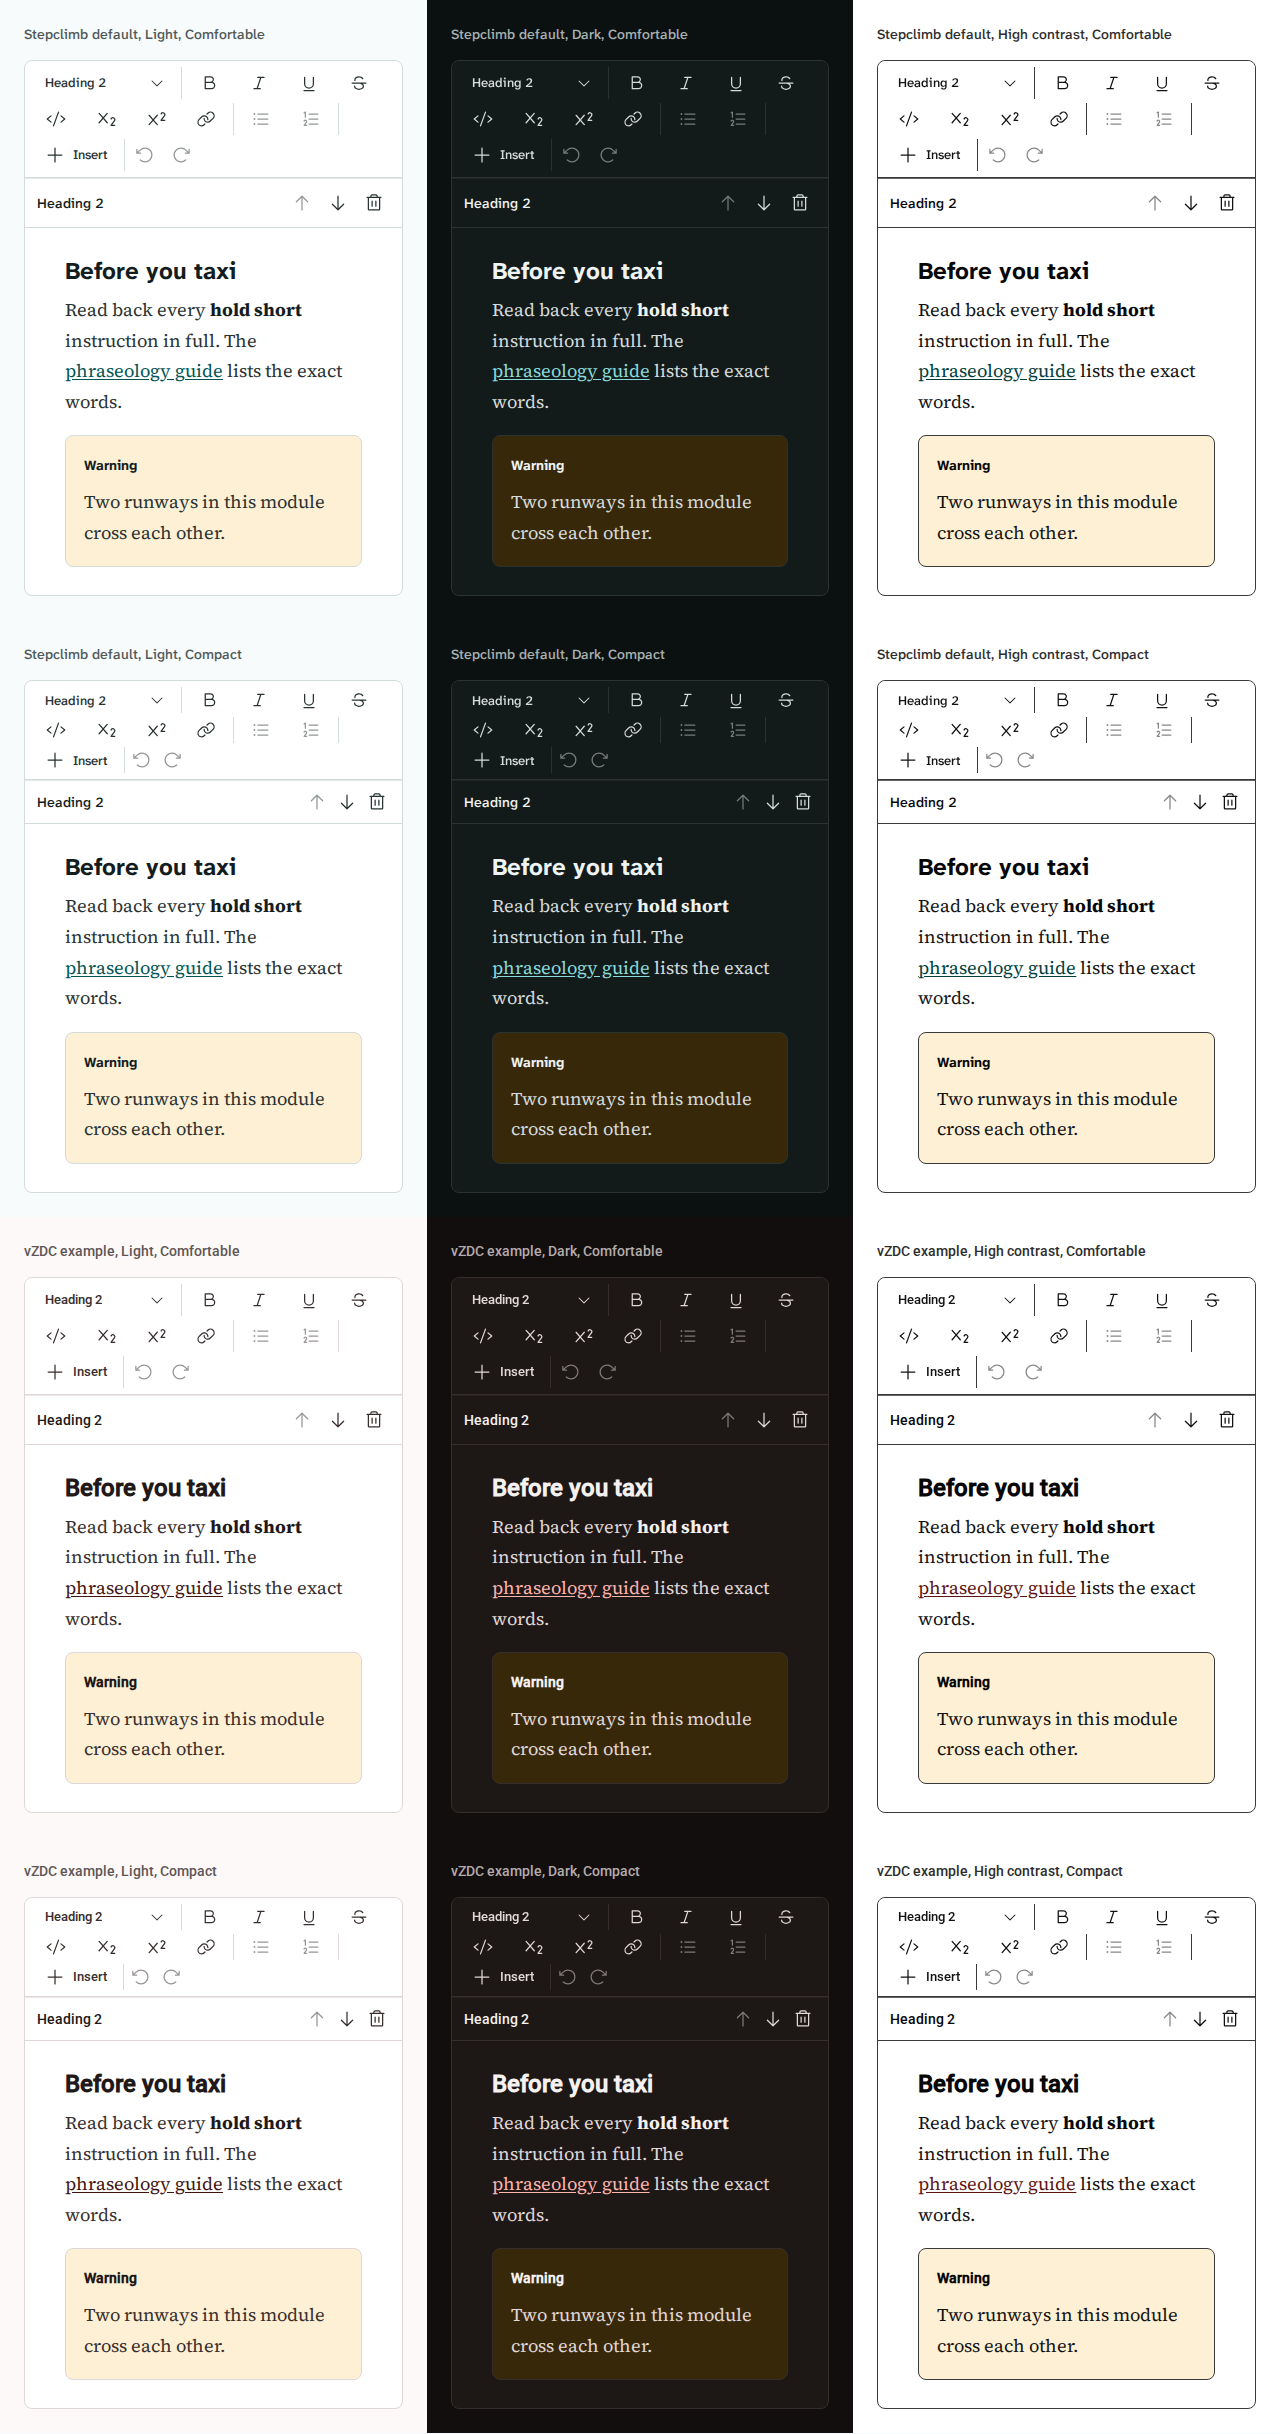 Stepclimb default, Light, Comfortable
Heading 2
B I U S
</> X2 X²
1 2
Insert
Heading 2
Before you taxi
Read back every hold short
instruction in full. The
phraseology guide lists the exact
words.
Warning
Two runways in this module
cross each other.
Stepclimb default, Dark, Comfortable
Heading 2
B I U S
</> X2 X²
1 2
Insert
Heading 2
Before you taxi
Read back every hold short
instruction in full. The
phraseology guide lists the exact
words.
Warning
Two runways in this module
cross each other.
Stepclimb default, High contrast, Comfortable
Heading 2
B I U S
</> X2 X²
1 2
Insert
Heading 2
Before you taxi
Read back every hold short
instruction in full. The
phraseology guide lists the exact
words.
Warning
Two runways in this module
cross each other.
Stepclimb default, Light, Compact
Heading 2
B I U S
</> X2 X²
1 2
Insert
Heading 2
Before you taxi
Read back every hold short
instruction in full. The
phraseology guide lists the exact
words.
Warning
Two runways in this module
cross each other.
Stepclimb default, Dark, Compact
Heading 2
B I U S
</> X2 X²
1 2
Insert
Heading 2
Before you taxi
Read back every hold short
instruction in full. The
phraseology guide lists the exact
words.
Warning
Two runways in this module
cross each other.
Stepclimb default, High contrast, Compact
Heading 2
B I U S
</> X2 X²
1 2
Insert
Heading 2
Before you taxi
Read back every hold short
instruction in full. The
phraseology guide lists the exact
words.
Warning
Two runways in this module
cross each other.
vZDC example, Light, Comfortable
Heading 2
B I U S
</> X2 X²
1 2
Insert
Heading 2
Before you taxi
Read back every hold short
instruction in full. The
phraseology guide lists the exact
words.
Warning
Two runways in this module
cross each other.
vZDC example, Dark, Comfortable
Heading 2
B I U S
</> X2 X²
1 2
Insert
Heading 2
Before you taxi
Read back every hold short
instruction in full. The
phraseology guide lists the exact
words.
Warning
Two runways in this module
cross each other.
vZDC example, High contrast, Comfortable
Heading 2
B I U S
</> X2 X²
1 2
Insert
Heading 2
Before you taxi
Read back every hold short
instruction in full. The
phraseology guide lists the exact
words.
Warning
Two runways in this module
cross each other.
vZDC example, Light, Compact
Heading 2
B I U S
</> X2 X²
1 2
Insert
Heading 2
Before you taxi
Read back every hold short
instruction in full. The
phraseology guide lists the exact
words.
Warning
Two runways in this module
cross each other.
vZDC example, Dark, Compact
Heading 2
B I U S
</> X2 X²
1 2
Insert
Heading 2
Before you taxi
Read back every hold short
instruction in full. The
phraseology guide lists the exact
words.
Warning
Two runways in this module
cross each other.
vZDC example, High contrast, Compact
Heading 2
B I U S
</> X2 X²
1 2
Insert
Heading 2
Before you taxi
Read back every hold short
instruction in full. The
phraseology guide lists the exact
words.
Warning
Two runways in this module
cross each other.